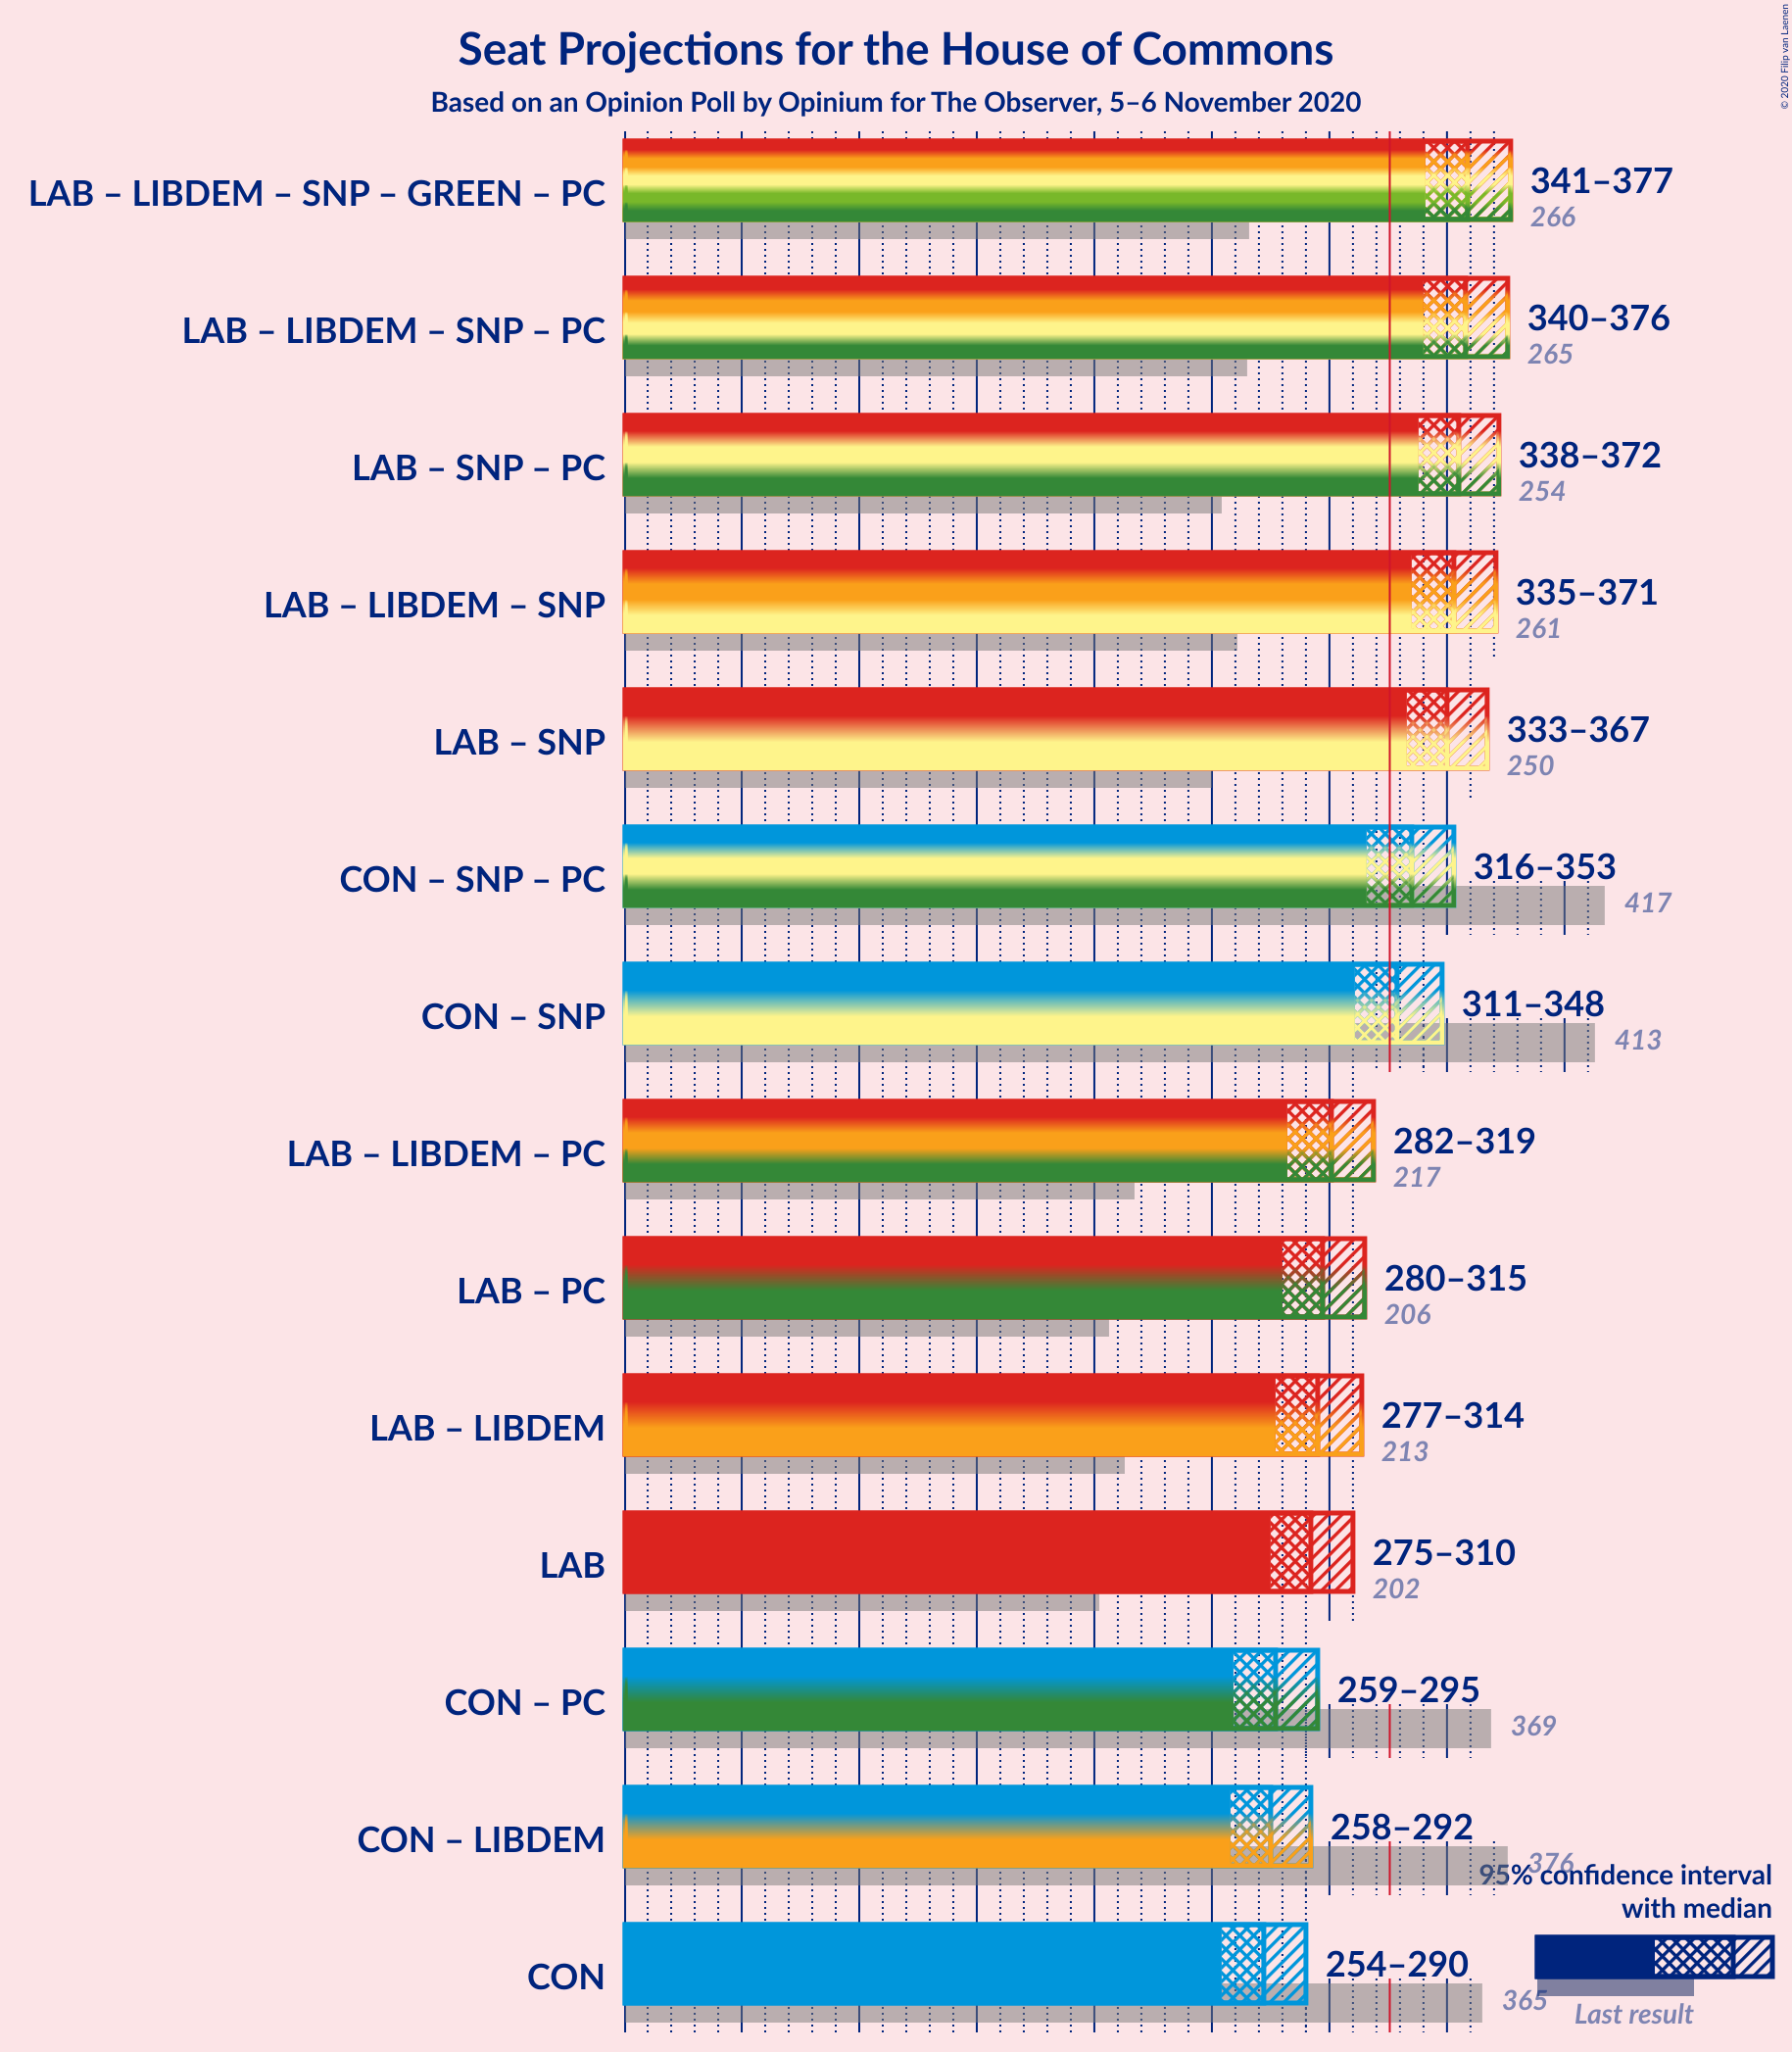 Seat Projections for the House of Commons
Based on an Opinion Poll by Opinium for The Observer, 5–6 November 2020
© 2020 Filip van Laenen
LAB – LIBDEM – SNP – GREEN – PC
341–377
266
LAB – LIBDEM – SNP – PC
340–376
265
LAB – SNP – PC
338–372
254
LAB – LIBDEM – SNP
335–371
261
LAB – SNP
333–367
250
CON – SNP – PC
316–353
417
CON – SNP
311–348
413
LAB – LIBDEM – PC
282–319
217
LAB – PC
280–315
206
LAB – LIBDEM
277–314
213
LAB
275–310
202
CON – PC
259–295
369
CON – LIBDEM
258–292
376
CON
254–290
365
95% confidence interval
with median
Last result